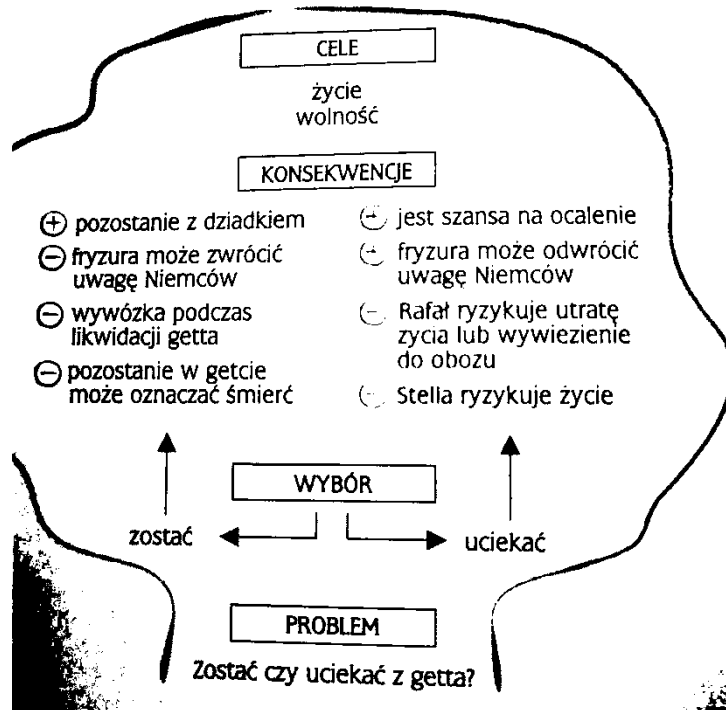 CELE
życie
wolność
KONSEKWENCJE
+ pozostanie z dziadkiem
- fryzura może zwrócić
uwagę Niemców
- wywózka podczas
likwidacji getta
- pozostanie w getcie
może oznaczać śmierć
+ jest szansa na ocalenie
+ fryzura może odwrócić
uwagę Niemców
- Rafał ryzykuje utratę
zycia lub wywiezienie
do obozu
- Stella ryzykuje życie
WYBÓR
zostać
uciekać
PROBLEM
Zostać czy uciekać z getta?